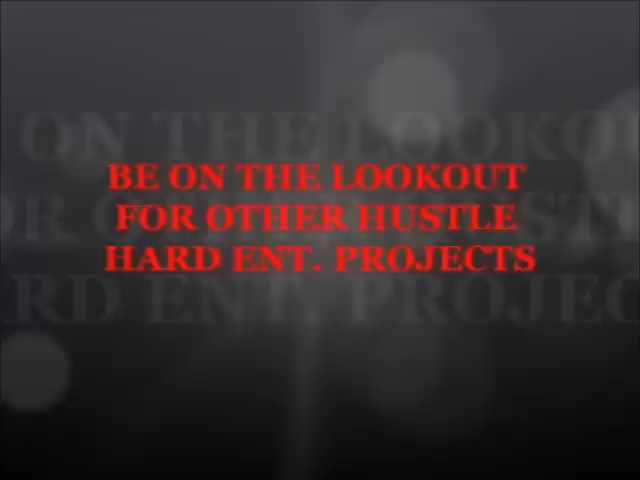 BE ON THE LOOKOUT
FOR OTHER HUSTLE
HARD ENT. PROJECTS